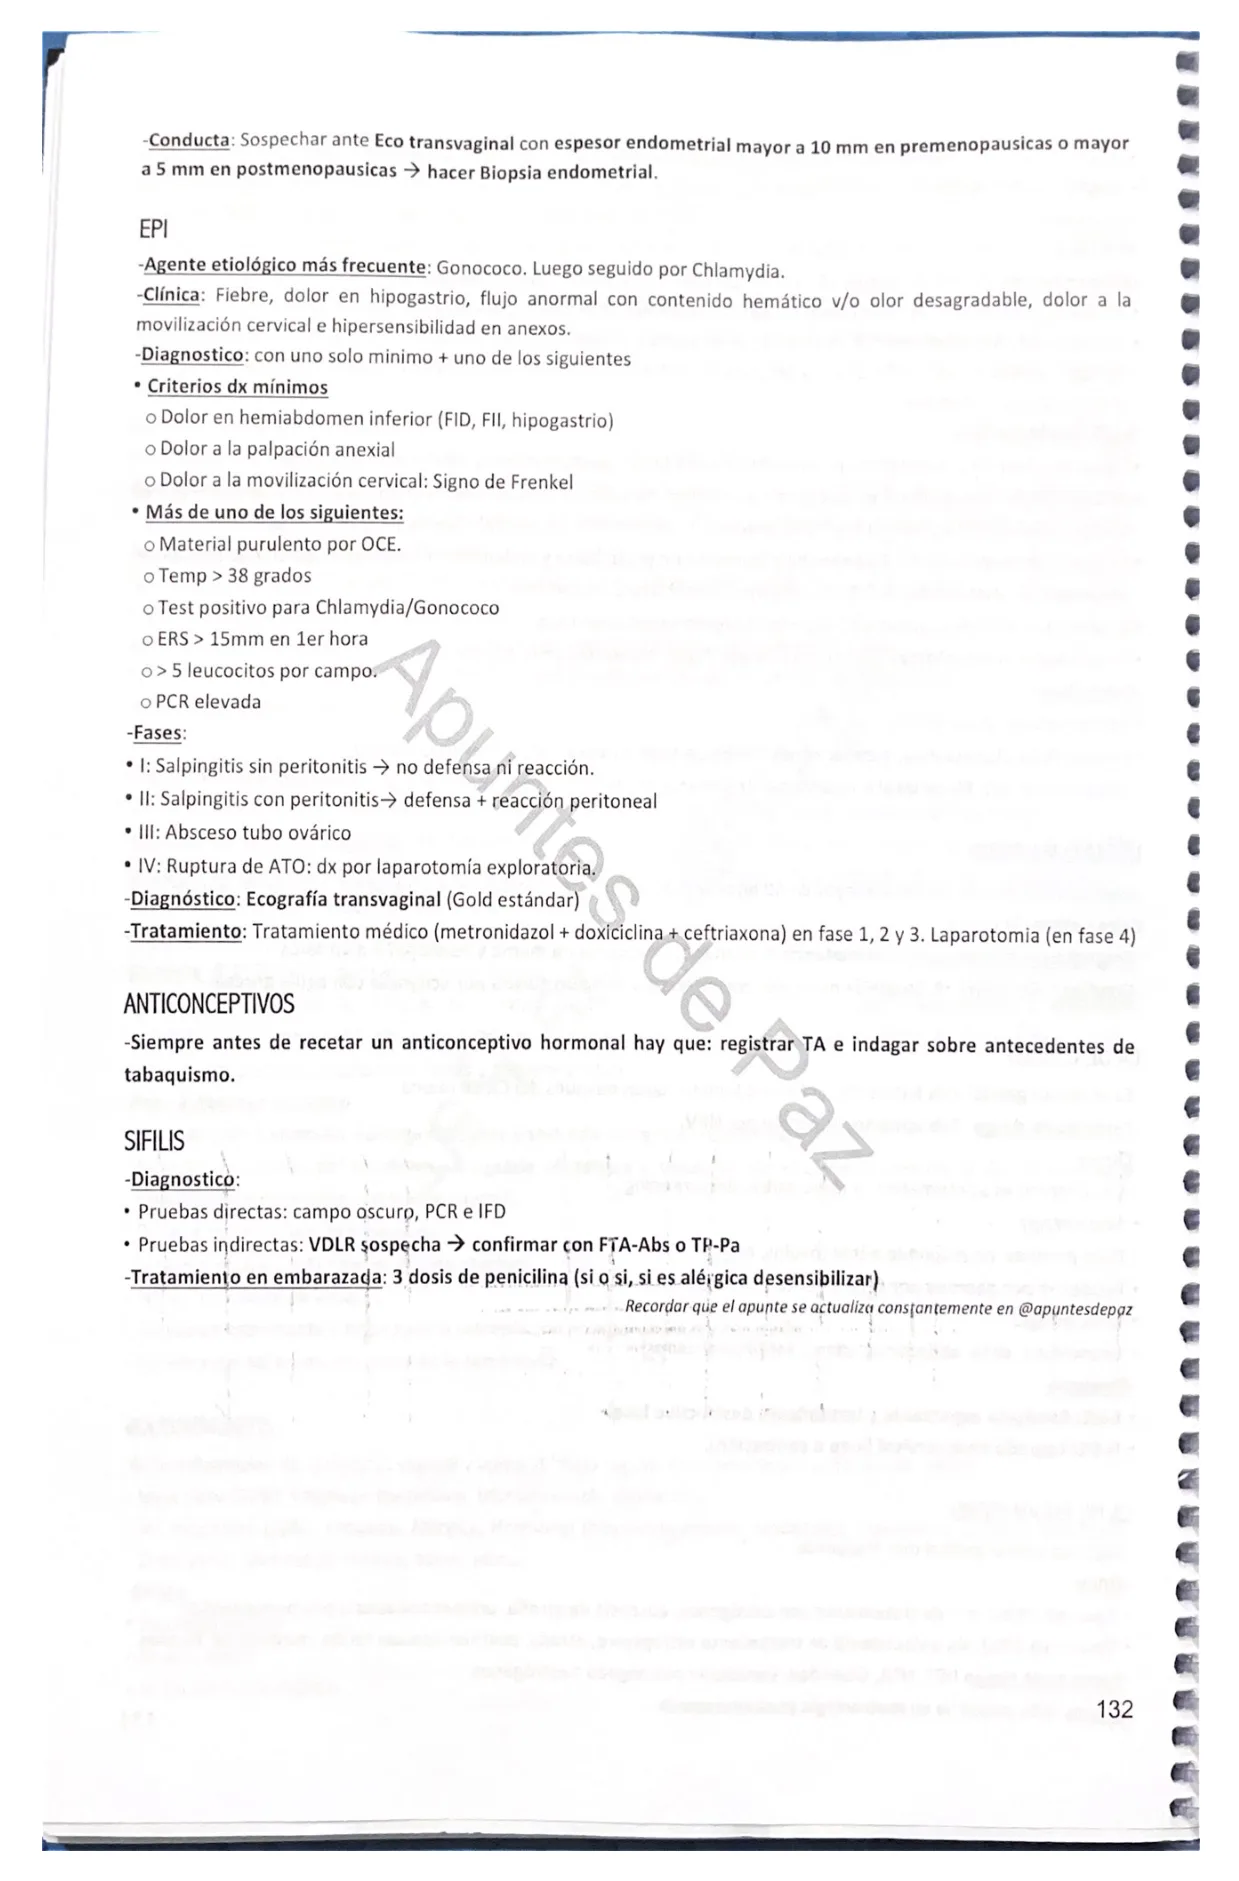 -Conducta: Sospechar ante Eco transvaginal con espesor endometrial mayor a 10 mm en premenopausicas o mayor
a 5 mm en postmenopausicas → hacer Biopsia endometrial.
EPI
-Agente etiológico más frecuente: Gonococo. Luego seguido por Chlamydia.
-Clínica: Fiebre, dolor en hipogastrio, flujo anormal con contenido hemático y/o olor desagradable, dolor a la
movilización cervical e hipersensibilidad en anexos.
-Diagnostico: con uno solo minimo + uno de los siguientes
• Criterios dx mínimos
o Dolor en hemiabdomen inferior (FID, FII, hipogastrio)
o Dolor a la palpación anexial
o Dolor a la movilización cervical: Signo de Frenkel
• Más de uno de los siguientes:
o Material purulento por OCE.
o Temp > 38 grados
o Test positivo para Chlamydia/Gonococo
o ERS > 15mm en 1er hora
o > 5 leucocitos por campo.
o PCR elevada
-Fases:
• I: Salpingitis sin peritonitis → no defensa ni reacción.
• II: Salpingitis con peritonitis→ defensa + reacción peritoneal
• III: Absceso tubo ovárico
• IV: Ruptura de ATO: dx por laparotomía exploratoria.
-Diagnóstico: Ecografía transvaginal (Gold estándar)
-Tratamiento: Tratamiento médico (metronidazol + doxiciclina + ceftriaxona) en fase 1, 2 y 3. Laparotomia (en fase 4)
Apuntes de Paz
ANTICONCEPTIVOS
-Siempre antes de recetar un anticonceptivo hormonal hay que: registrar TA e indagar sobre antecedentes de
tabaquismo.
SIFILIS
-Diagnostico:
• Pruebas directas: campo oscuro, PCR e IFD
• Pruebas indirectas: VDLR sospecha → confirmar con FTA-Abs o TP-Pa
-Tratamiento en embarazada: 3 dosis de penicilina (si o si, si es alérgica desensibilizar)
Recordar que el apunte se actualiza constantemente en @apuntesdepaz
132